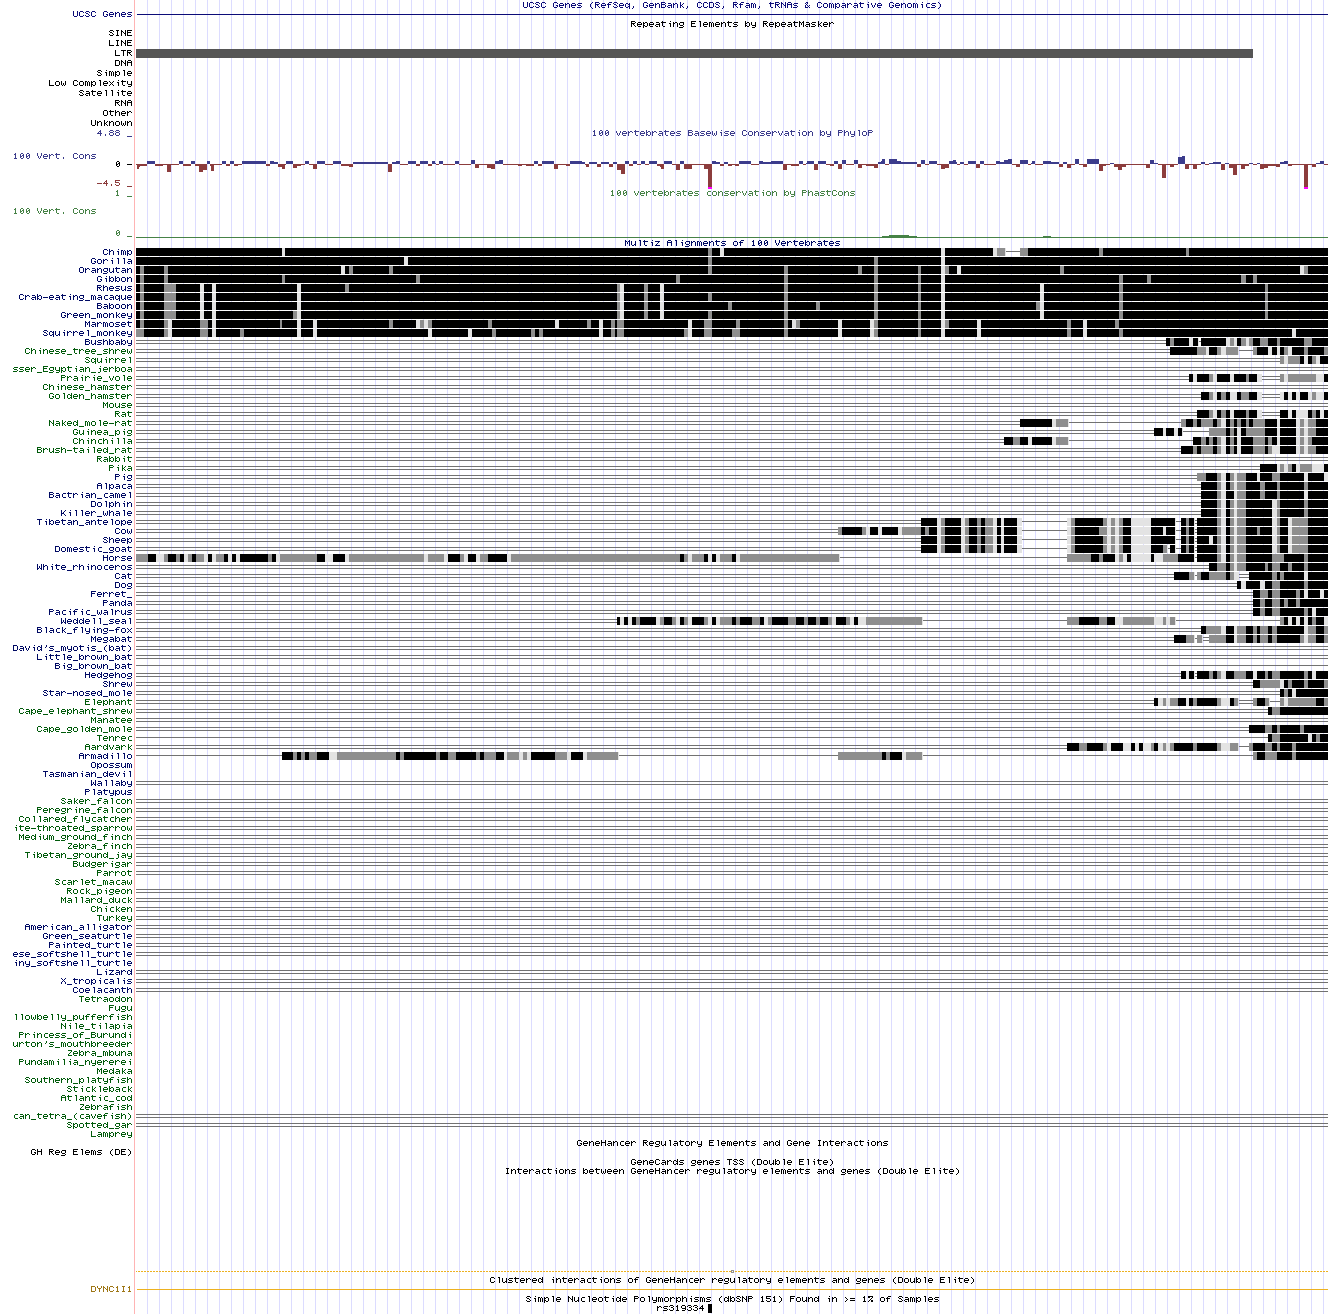 UCSC Genes (RefSeq, GenBank, CCDS, Rfam, tRNAs & Comparative Genomics)
UCSC Genes
Repeating Elements by RepeatMasker
SINE
LINE
LTR
DNA
Simple
Low Complexity
Satellite
RNA
Other
Unknown
4.88 _
100 vertebrates Basewise Conservation by PhyloP
100 Vert. Cons
0 _
-4.5 _
1 _
100 vertebrates conservation by PhastCons
100 Vert. Cons
0 _
Multiz Alignments of 100 Vertebrates
Chimp
Gorilla
Orangutan
Gibbon
Rhesus
Crab-eating_macaque
Baboon
Green_monkey
Marmoset
Squirrel_monkey
Bushbaby
Chinese_tree_shrew
Squirrel
sser_Egyptian_jerboa
Prairie_vole
Chinese_hamster
Golden_hamster
Mouse
Rat
Naked_mole-rat
Guinea_pig
Chinchilla
Brush-tailed_rat
Rabbit
Pika
Pig
Alpaca
Bactrian_camel
Dolphin
Killer_whale
Tibetan_antelope
Cow
Sheep
Domestic_goat
Horse
White_rhinoceros
Cat
Dog
Ferret_
Panda
Pacific_walrus
Weddell_seal
Black_flying-fox
Megabat
David's_myotis_(bat)
Little_brown_bat
Big_brown_bat
Hedgehog
Shrew
Star-nosed_mole
Elephant
Cape_elephant_shrew
Manatee
Cape_golden_mole
Tenrec
Aardvark
Armadillo
Opossum
Tasmanian_devil
Wallaby
Platypus
Saker_falcon
Peregrine_falcon
Collared_flycatcher
ite-throated_sparrow
Medium_ground_finch
Zebra_finch
Tibetan_ground_jay
Budgerigar
Parrot
Scarlet_macaw
Rock_pigeon
Mallard_duck
Chicken
Turkey
American_alligator
Green_seaturtle
Painted_turtle
ese_softshell_turtle
iny_softshell_turtle
Lizard
X_tropicalis
Coelacanth
Tetraodon
Fugu
llowbelly_pufferfish
Nile_tilapia
Princess_of_Burundi
urton's_mouthbreeder
Zebra_mbuna
Pundamilia_nyererei
Medaka
Southern_platyfish
Stickleback
Atlantic_cod
Zebrafish
can_tetra_(cavefish)
Spotted_gar
Lamprey
GeneHancer Regulatory Elements and Gene Interactions
GH Reg Elems (DE)
GeneCards genes TSS (Double Elite)
Interactions between GeneHancer regulatory elements and genes (Double Elite)
Clustered interactions of GeneHancer regulatory elements and genes (Double Elite)
DYNC1I1
Simple Nucleotide Polymorphisms (dbSNP 151) Found in >= 1% of Samples
rs319334